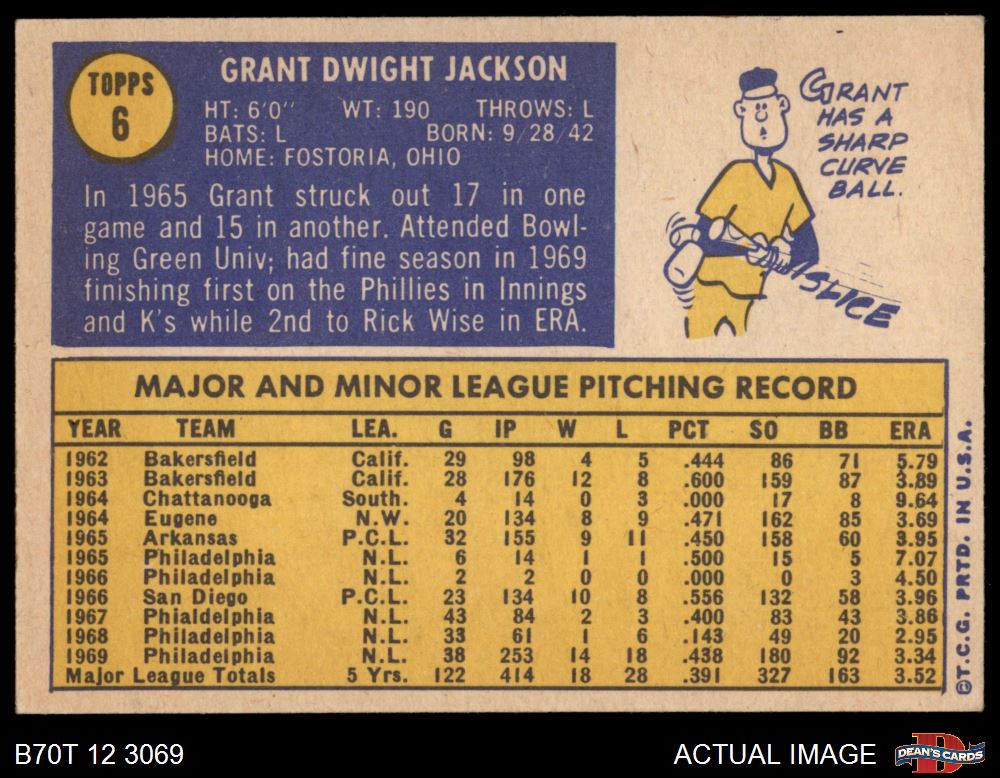 TOPPS
6
GRANT DWIGHT JACKSON
HT: 6'0" WT: 190 THROWS: L
BATS: L BORN: 9/28/42
HOME: FOSTORIA, OHIO
In 1965 Grant struck out 17 in one
game and 15 in another. Attended Bowl-
ing Green Univ; had fine season in 1969
finishing first on the Phillies in Innings
and K's while 2nd to Rick Wise in ERA.
GRANT
HAS A
SHARP
CURVE
BALL.
SLICE
MAJOR AND MINOR LEAGUE PITCHING RECORD
YEAR TEAM LEA. G IP W L PCT SO BB ERA
1962 Bakersfield Calif. 29 98 4 5 .444 86 71 5.79
1963 Bakersfield Calif. 28 176 12 8 .600 159 87 3.89
1964 Chattanooga South. 4 14 0 3 .000 17 8 9.64
1964 Eugene N.W. 20 134 8 9 .471 162 85 3.69
1965 Arkansas P.C.L. 32 155 9 11 .450 158 60 3.95
1965 Philadelphia N.L. 6 14 1 1 .500 15 5 7.07
1966 Philadelphia N.L. 2 2 0 0 .000 0 3 4.50
1966 San Diego P.C.L. 23 134 10 8 .556 132 58 3.96
1967 Phialdelphia N.L. 43 84 2 3 .400 83 43 3.86
1968 Philadelphia N.L. 33 61 1 6 .143 49 20 2.95
1969 Philadelphia N.L. 38 253 14 18 .438 180 92 3.34
Major League Totals 5 Yrs. 122 414 18 28 .391 327 163 3.52
©T.C.G. PRTD. IN U.S.A.
B70T 12 3069
ACTUAL IMAGE
DEAN'S CARDS